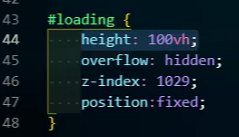 43 #loading {
44 height: 100vh;
45 overflow: hidden;
46 z-index: 1029;
47 position:fixed;
48 }